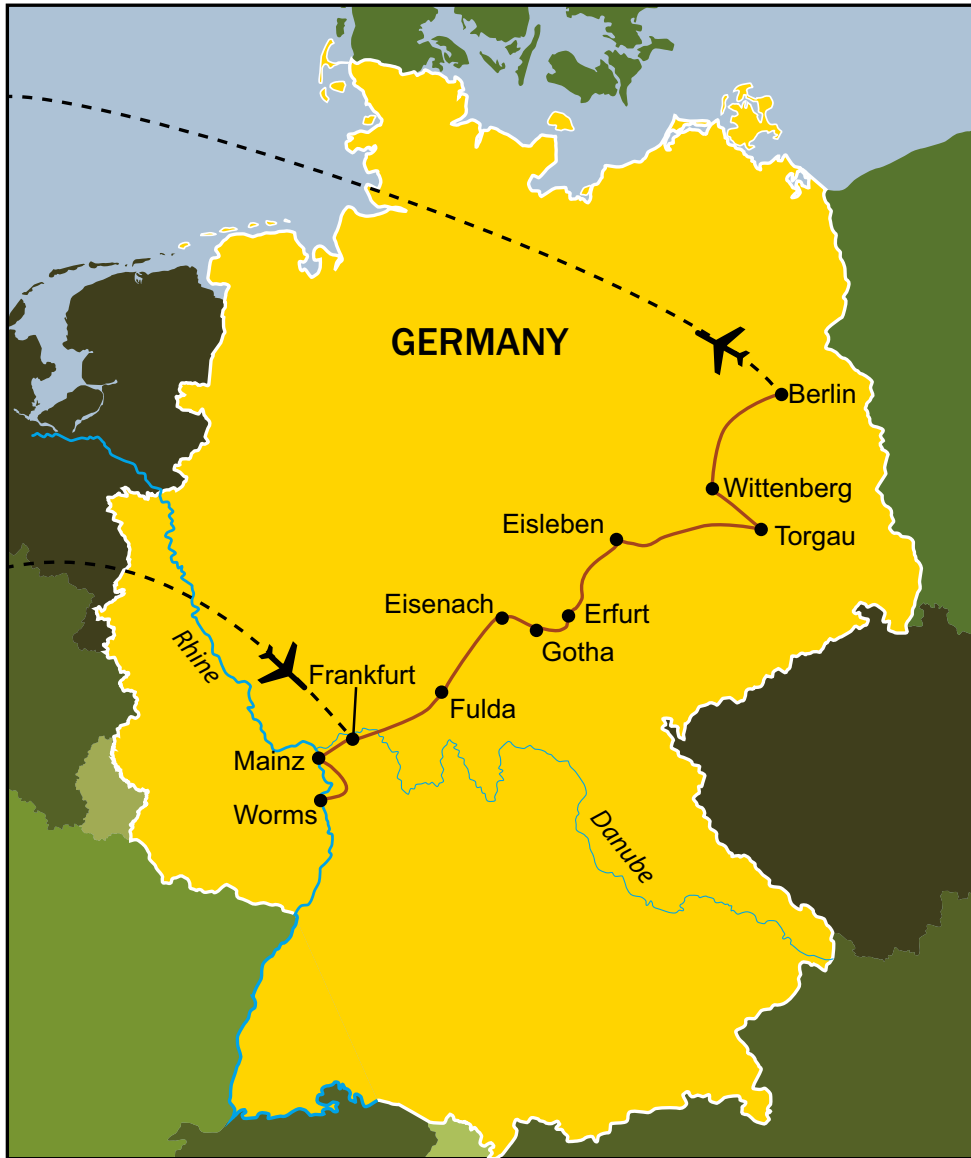 GERMANY
Berlin
Wittenberg
Eisleben
Torgau
Eisenach
Erfurt
Gotha
Rhine
Frankfurt
Fulda
Mainz
Worms
Danube